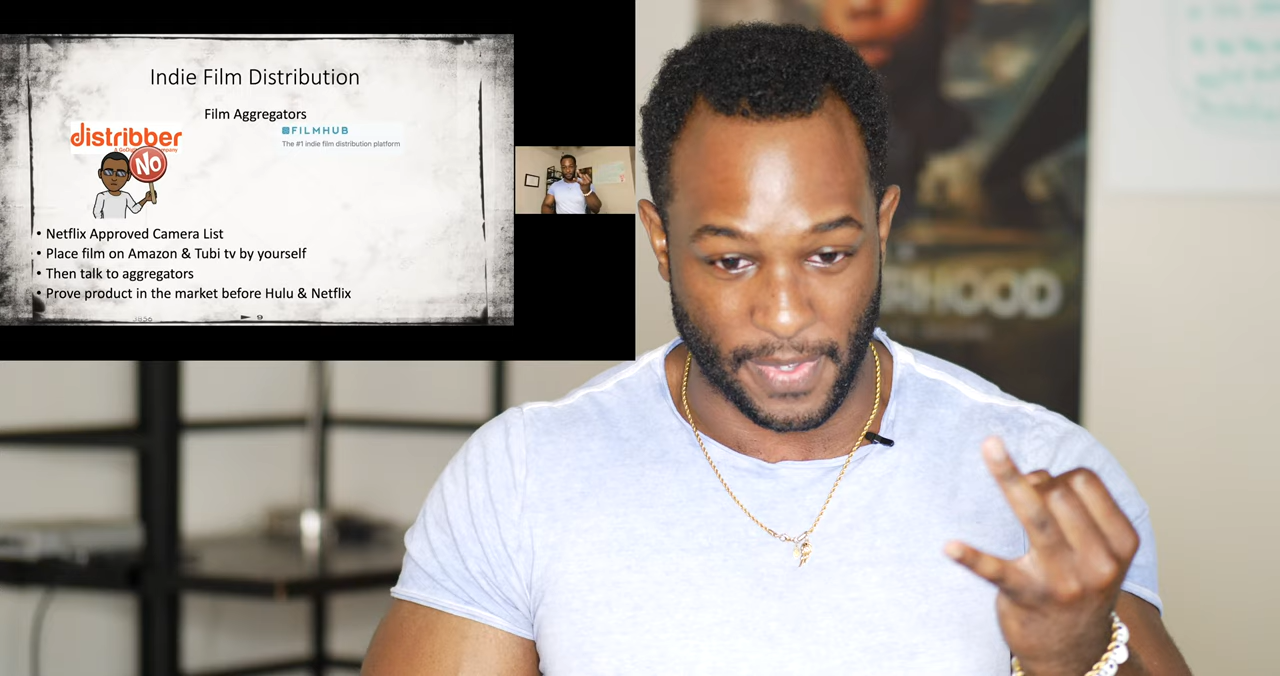 Indie Film Distribution
Film Aggregators
distribber
NO
FILMHUB
The #1 indie film distribution platform
• Netflix Approved Camera List
• Place film on Amazon & Tubi tv by yourself
• Then talk to aggregators
• Prove product in the market before Hulu & Netflix
9
HOOD